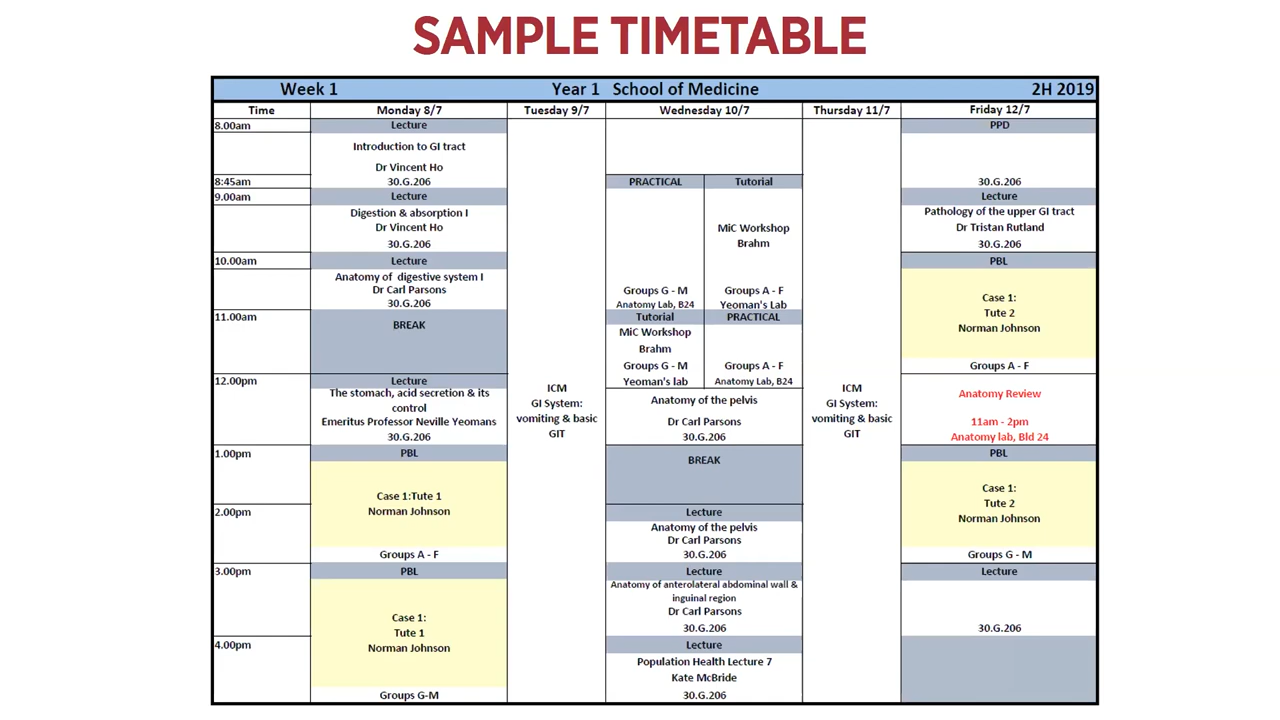 SAMPLE TIMETABLE
Week 1 Year 1 School of Medicine 2H 2019
Time Monday 8/7 Tuesday 9/7 Wednesday 10/7 Thursday 11/7 Friday 12/7
8.00am Lecture PPD
Introduction to GI tract
Dr Vincent Ho
8:45am 30.G.206 PRACTICAL Tutorial 30.G.206
9.00am Lecture Lecture
Digestion & absorption I Pathology of the upper GI tract
Dr Vincent Ho MiC Workshop Dr Tristan Rutland
30.G.206 Brahm 30.G.206
10.00am Lecture PBL
Anatomy of digestive system I
Dr Carl Parsons Groups G - M Groups A - F Case 1:
30.G.206 Anatomy Lab, B24 Yeoman's Lab Tute 2
11.00am BREAK Tutorial PRACTICAL Norman Johnson
MiC Workshop
Brahm
Groups G - M Groups A - F Groups A - F
12.00pm Lecture Yeoman's lab Anatomy Lab, B24
The stomach, acid secretion & its ICM Anatomy of the pelvis ICM Anatomy Review
control GI System: GI System:
Emeritus Professor Neville Yeomans vomiting & basic Dr Carl Parsons vomiting & basic 11am - 2pm
30.G.206 GIT 30.G.206 GIT Anatomy lab, Bld 24
1.00pm PBL BREAK PBL
Case 1:Tute 1 Case 1:
Norman Johnson Tute 2
2.00pm Lecture Norman Johnson
Anatomy of the pelvis
Dr Carl Parsons
Groups A - F 30.G.206 Groups G - M
3.00pm PBL Lecture Lecture
Anatomy of anterolateral abdominal wall &
inguinal region
Case 1: Dr Carl Parsons
Tute 1 30.G.206 30.G.206
4.00pm Norman Johnson Lecture
Population Health Lecture 7
Kate McBride
Groups G-M 30.G.206